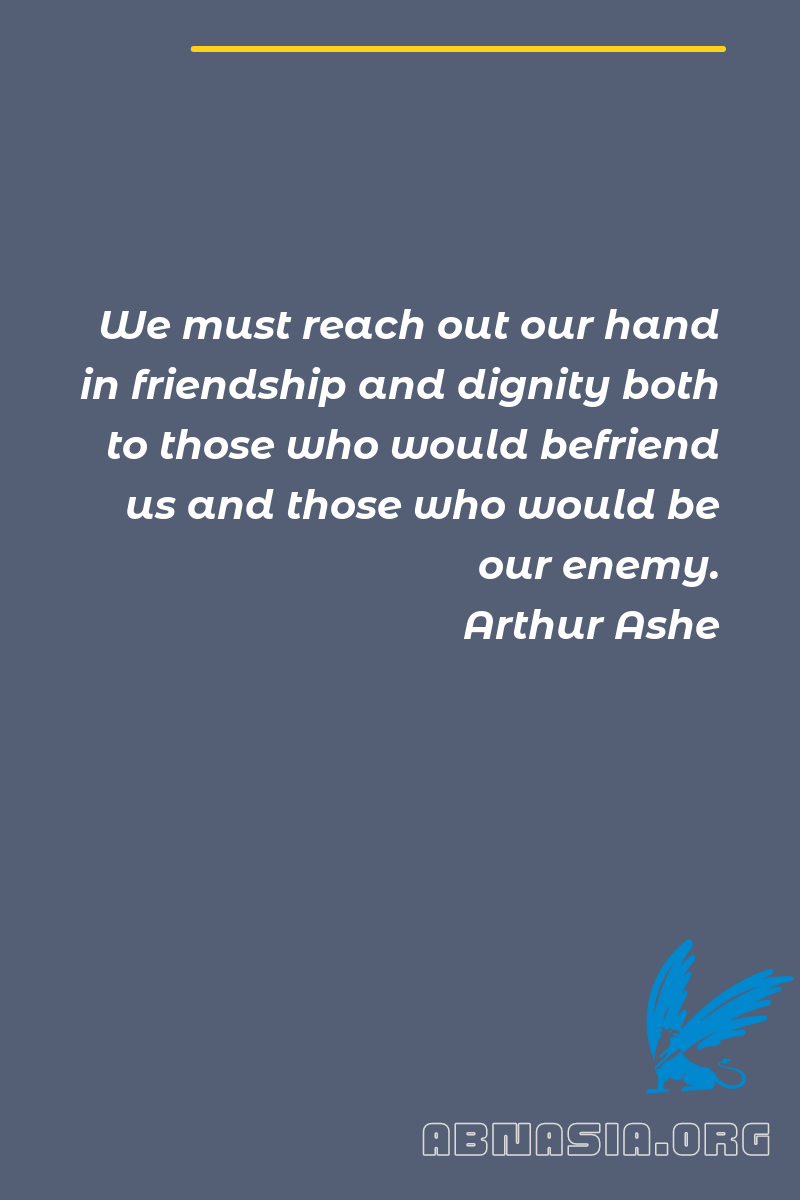 We must reach out our hand
in friendship and dignity both
to those who would befriend
us and those who would be
our enemy.
Arthur Ashe
ABNASIA.ORG